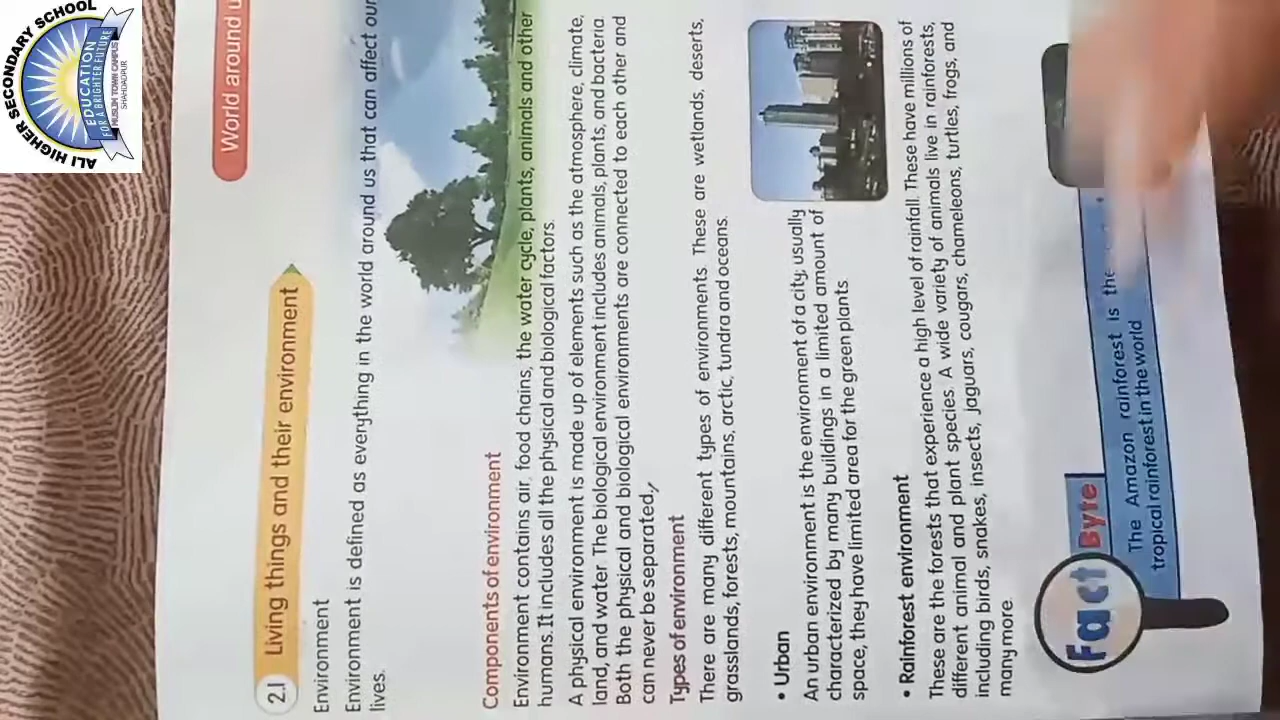 ALI HIGHER SECONDARY SCHOOL
EDUCATION
FOR A BRIGHTER FUTURE
MUSLIM TOWN CAMPUS
SHAHDADPUR
World around u
2.1 Living things and their environment
Environment
Environment is defined as everything in the world around us that can affect our
lives.
Components of environment
Environment contains air, food chains, the water cycle, plants, animals and other
humans. It includes all the physical and biological factors.
A physical environment is made up of elements such as the atmosphere, climate,
land, and water. The biological environment includes animals, plants, and bacteria
Both the physical and biological environments are connected to each other and
can never be separated,
Types of environment
There are many different types of environments. These are wetlands, deserts,
grasslands, forests, mountains, arctic, tundra and oceans.
• Urban
An urban environment is the environment of a city; usually
characterized by many buildings in a limited amount of
space, they have limited area for the green plants
• Rainforest environment
These are the forests that experience a high level of rainfall. These have millions of
different animal and plant species. A wide variety of animals live in rainforests,
including birds, snakes, insects, jaguars, cougars, chameleons, turtles, frogs, and
many more.
Fact Byte
The Amazon rainforest is the
tropical rainforest in the world